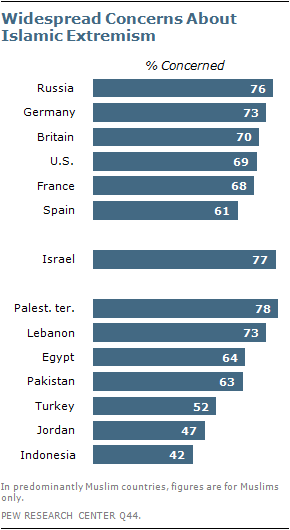 Widespread Concerns About
Islamic Extremism
% Concerned
Russia 76
Germany 73
Britain 70
U.S. 69
France 68
Spain 61
Israel 77
Palest. ter. 78
Lebanon 73
Egypt 64
Pakistan 63
Turkey 52
Jordan 47
Indonesia 42
In predominantly Muslim countries, figures are for Muslims
only.
PEW RESEARCH CENTER Q44.